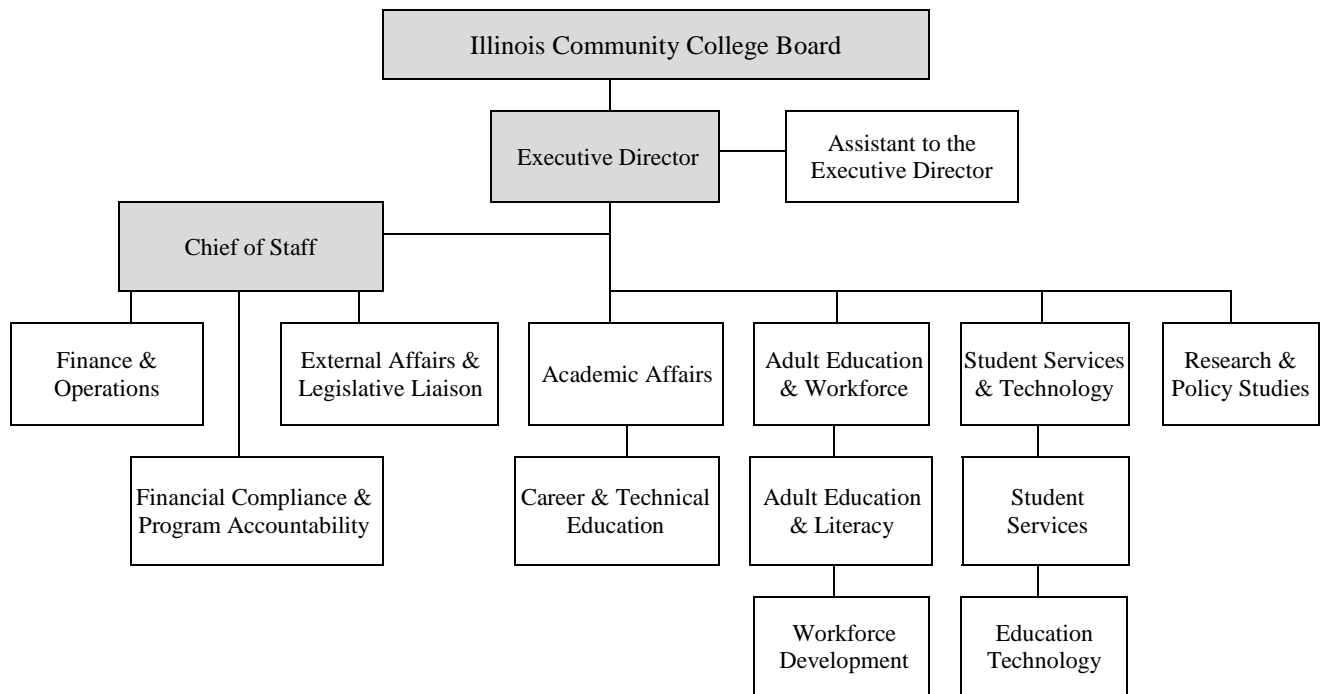 Illinois Community College Board
Executive Director
Assistant to the
Executive Director
Chief of Staff
Finance &
Operations
External Affairs &
Legislative Liaison
Academic Affairs
Adult Education
& Workforce
Student Services
& Technology
Research &
Policy Studies
Financial Compliance &
Program Accountability
Career & Technical
Education
Adult Education
& Literacy
Student
Services
Workforce
Development
Education
Technology